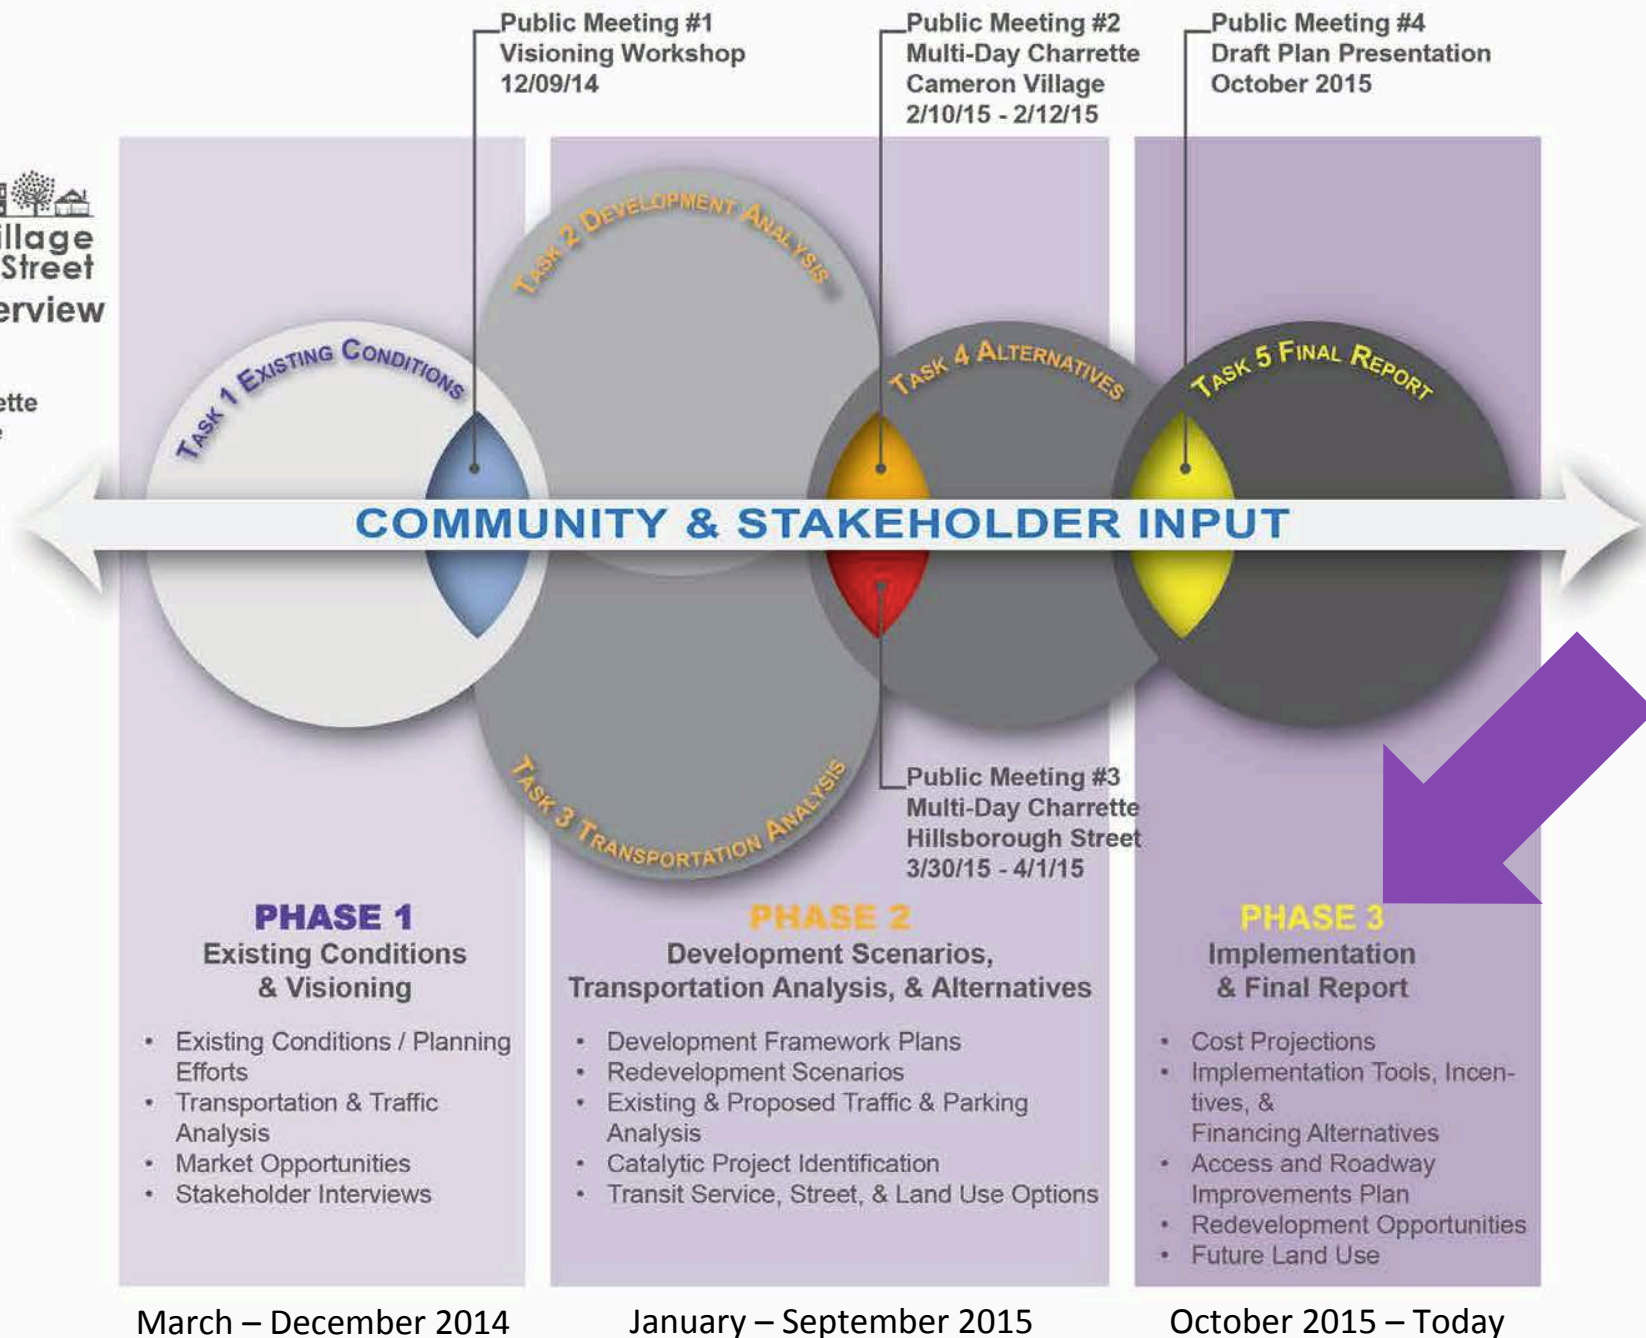 Public Meeting #1
Visioning Workshop
12/09/14
Public Meeting #2
Multi-Day Charrette
Cameron Village
2/10/15 - 2/12/15
Public Meeting #4
Draft Plan Presentation
October 2015
illage
Street
erview
ette
TASK 1 EXISTING CONDITIONS
TASK 2 DEVELOPMENT ANALYSIS
TASK 4 ALTERNATIVES
TASK 5 FINAL REPORT
COMMUNITY & STAKEHOLDER INPUT
TASK 3 TRANSPORTATION ANALYSIS
Public Meeting #3
Multi-Day Charrette
Hillsborough Street
3/30/15 - 4/1/15
PHASE 1
Existing Conditions
& Visioning
• Existing Conditions / Planning
Efforts
• Transportation & Traffic
Analysis
• Market Opportunities
• Stakeholder Interviews
PHASE 2
Development Scenarios,
Transportation Analysis, & Alternatives
• Development Framework Plans
• Redevelopment Scenarios
• Existing & Proposed Traffic & Parking
Analysis
• Catalytic Project Identification
• Transit Service, Street, & Land Use Options
PHASE 3
Implementation
& Final Report
• Cost Projections
• Implementation Tools, Incen-
tives, &
Financing Alternatives
• Access and Roadway
Improvements Plan
• Redevelopment Opportunities
• Future Land Use
March – December 2014
January – September 2015
October 2015 – Today